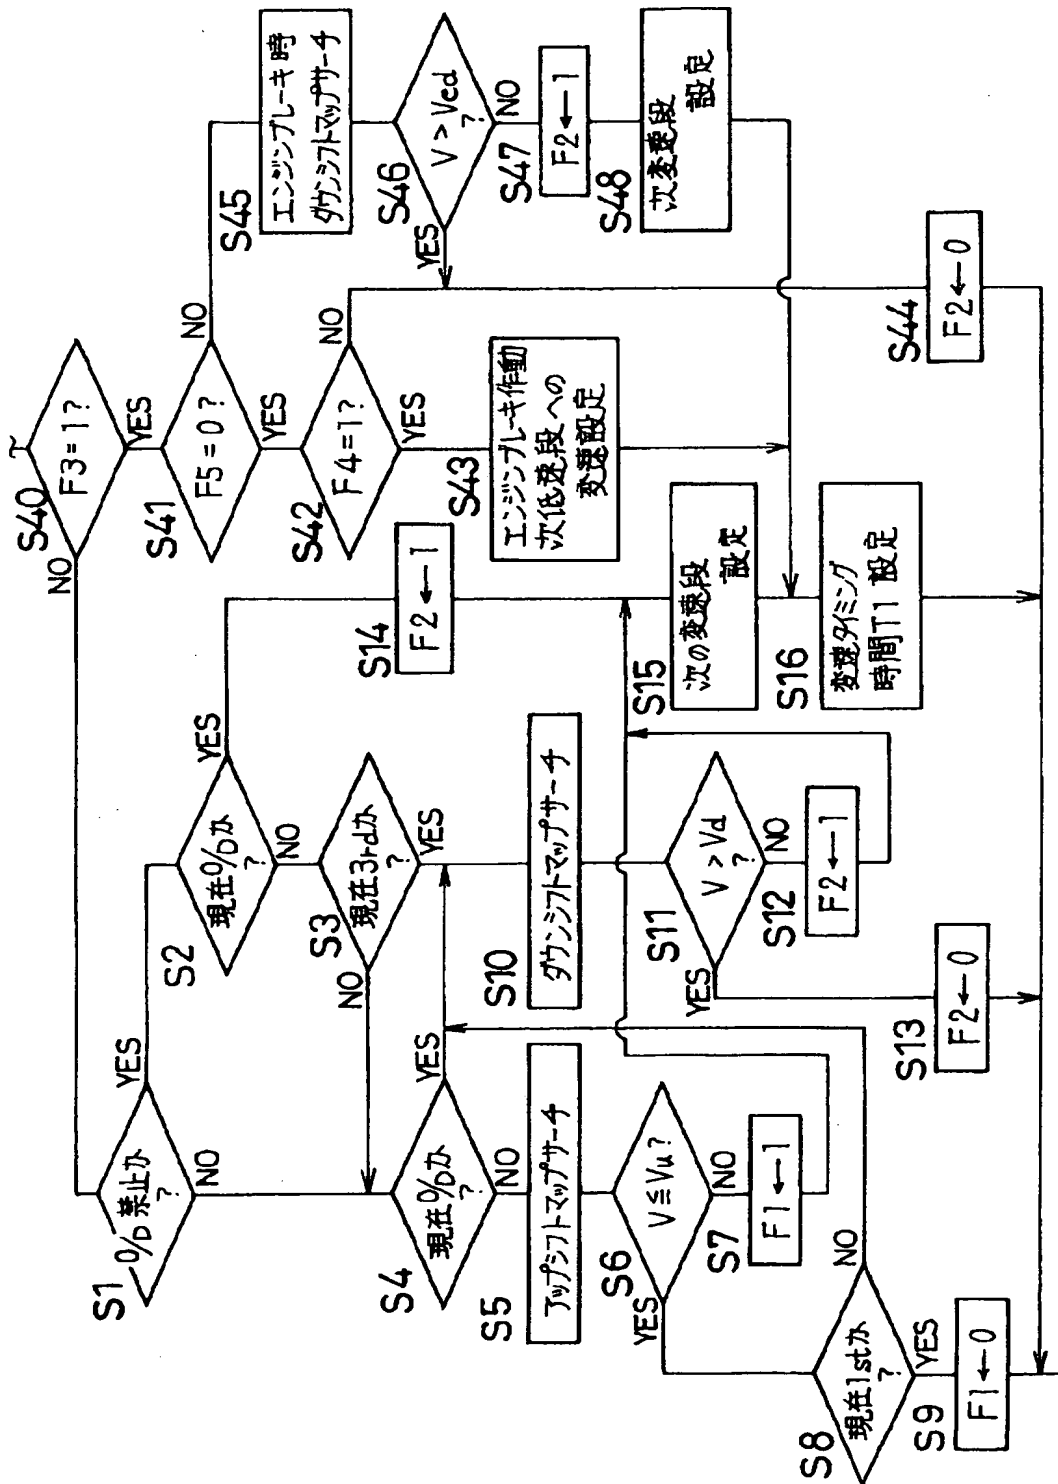 S40
F3=1?
NO
YES
S41
F5=0?
NO
YES
S42
F4=1?
NO
YES
S43
エンジンブレーキ作動
次低速段への
変速設定
S45
エンジンブレーキ時
ダウンシフトマップサーチ
S46
V>Ved
?
YES
NO
S47
F2←1
S48
次変速段
設定
S44
F2←0
S1
O/D禁止か
?
YES
NO
S2
現在O/Dか
?
YES
NO
S3
現在3rdか
?
NO
YES
S14
F2←1
S4
現在O/Dか
?
YES
NO
S5
アップシフトマップサーチ
S6
V≦Vu?
YES
NO
S7
F1←1
S8
現在1stか
?
NO
YES
S9
F1←0
S10
ダウンシフトマップサーチ
S11
V>Vd
?
YES
NO
S12
F2←1
S13
F2←0
S15
次の変速段
設定
S16
変速タイミング
時間T1設定